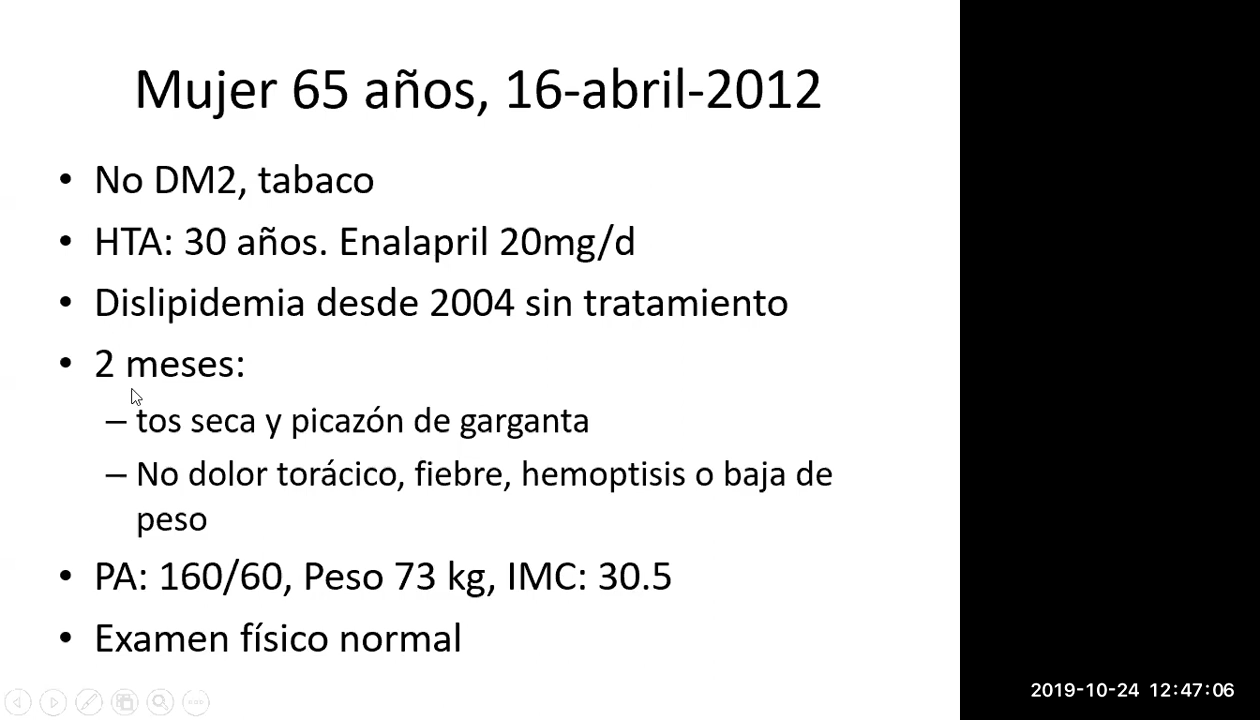 Mujer 65 años, 16-abril-2012
• No DM2, tabaco
• HTA: 30 años. Enalapril 20mg/d
• Dislipidemia desde 2004 sin tratamiento
• 2 meses:
– tos seca y picazón de garganta
– No dolor torácico, fiebre, hemoptisis o baja de
peso
• PA: 160/60, Peso 73 kg, IMC: 30.5
• Examen físico normal
2019-10-24 12:47:06